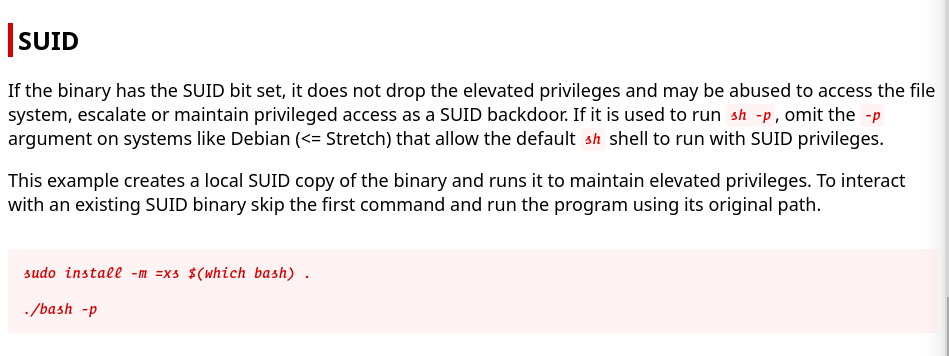 SUID
If the binary has the SUID bit set, it does not drop the elevated privileges and may be abused to access the file
system, escalate or maintain privileged access as a SUID backdoor. If it is used to run sh -p, omit the -p
argument on systems like Debian (<= Stretch) that allow the default sh shell to run with SUID privileges.
This example creates a local SUID copy of the binary and runs it to maintain elevated privileges. To interact
with an existing SUID binary skip the first command and run the program using its original path.
sudo install -m =xs $(which bash) .
./bash -p